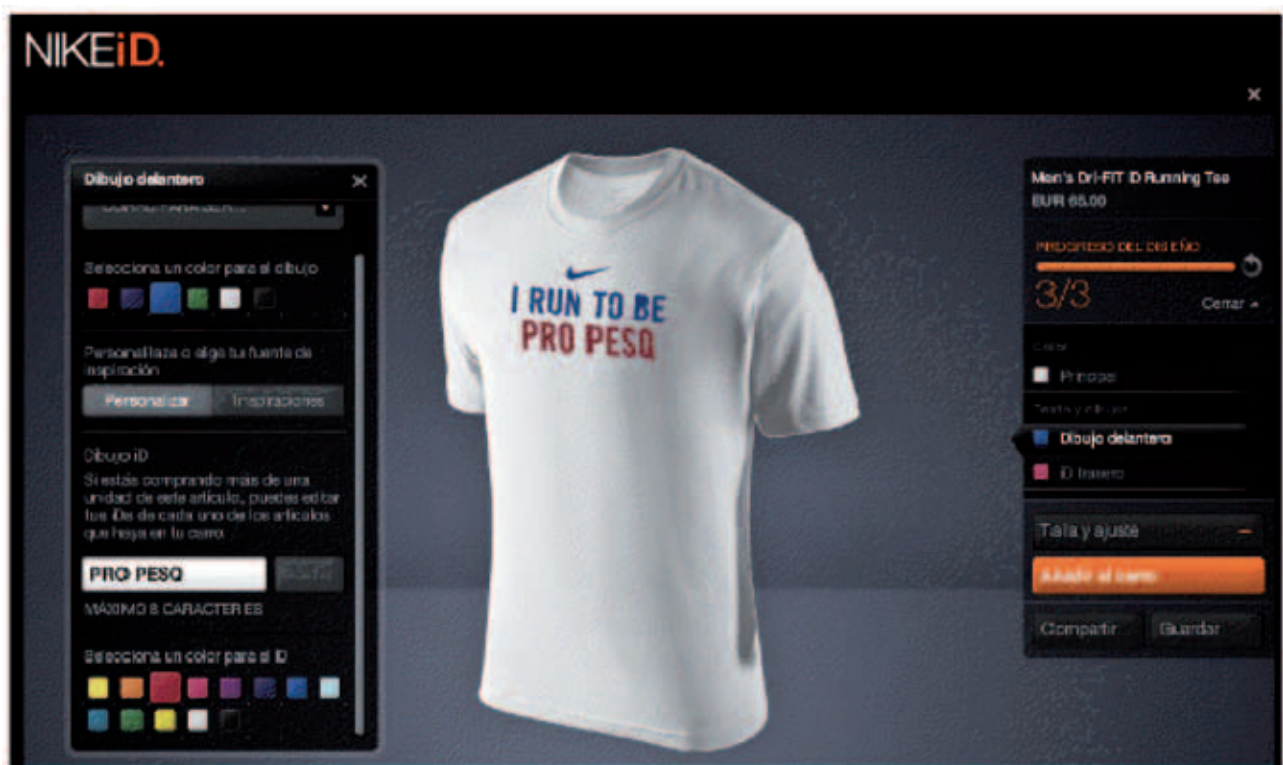 NIKEiD.
Dibujo delantero
Selecciona un color para el dibujo
Personaliza o elige tu fuente de
inspiración
Personalizar
Inspiraciones
Dibujo iD
Si estás comprando más de una
unidad de este artículo, puedes editar
tus iDs de cada uno de los artículos
que haya en tu carro.
PRO PESQ
MÁXIMO 8 CARACTERES
Selecciona un color para el iD
I RUN TO BE
PRO PESQ
Men's Dri-FIT iD Running Tee
EUR 65.00
PROGRESO DEL DISEÑO
3/3
Cerrar
Color
Principal
Dibujo delantero
iD trasero
Talla y ajuste
Añadir al carro
Compartir
Guardar